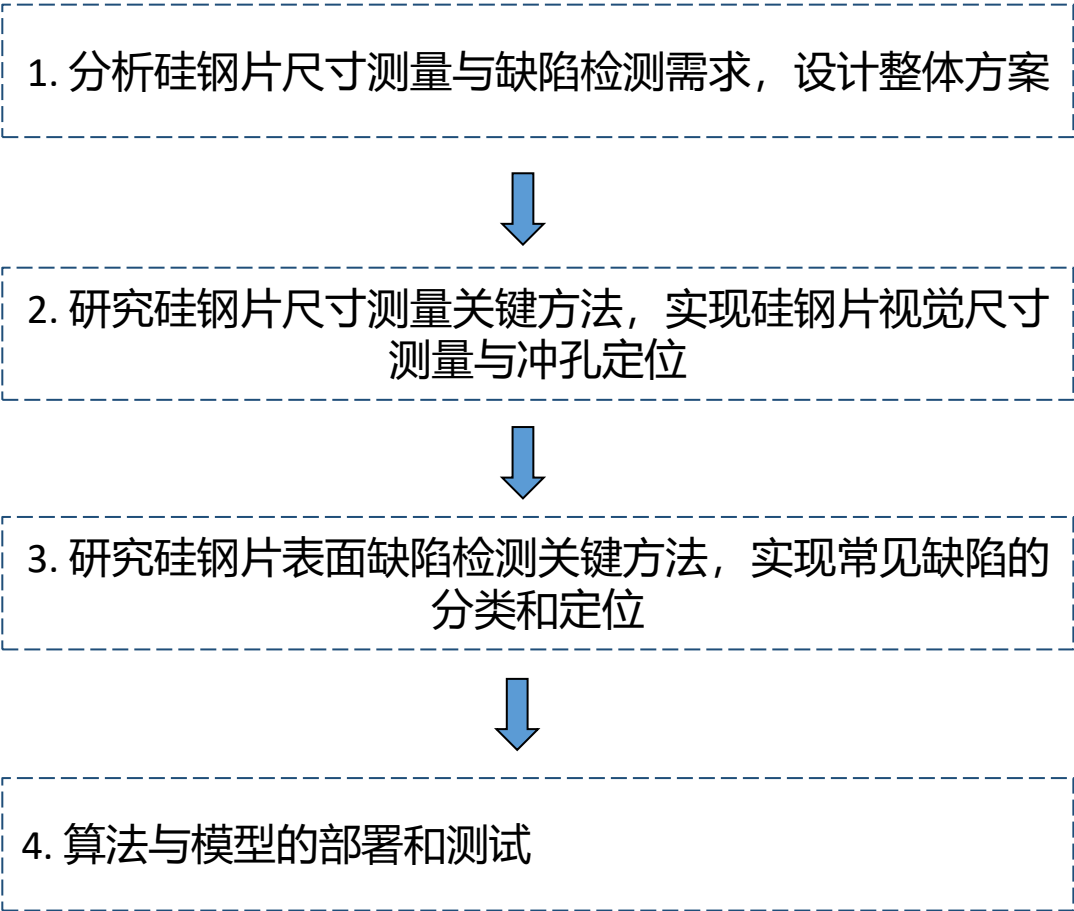 1. 分析硅钢片尺寸测量与缺陷检测需求，设计整体方案
2. 研究硅钢片尺寸测量关键方法，实现硅钢片视觉尺寸
测量与冲孔定位
3. 研究硅钢片表面缺陷检测关键方法，实现常见缺陷的
分类和定位
4. 算法与模型的部署和测试